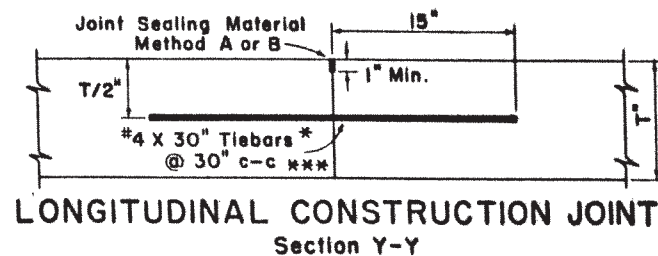 Joint Sealing Material
Method A or B
15"
1" Min.
T/2"
T"
#4 X 30" Tiebars *
@ 30" c-c ***
LONGITUDINAL CONSTRUCTION JOINT
Section Y-Y